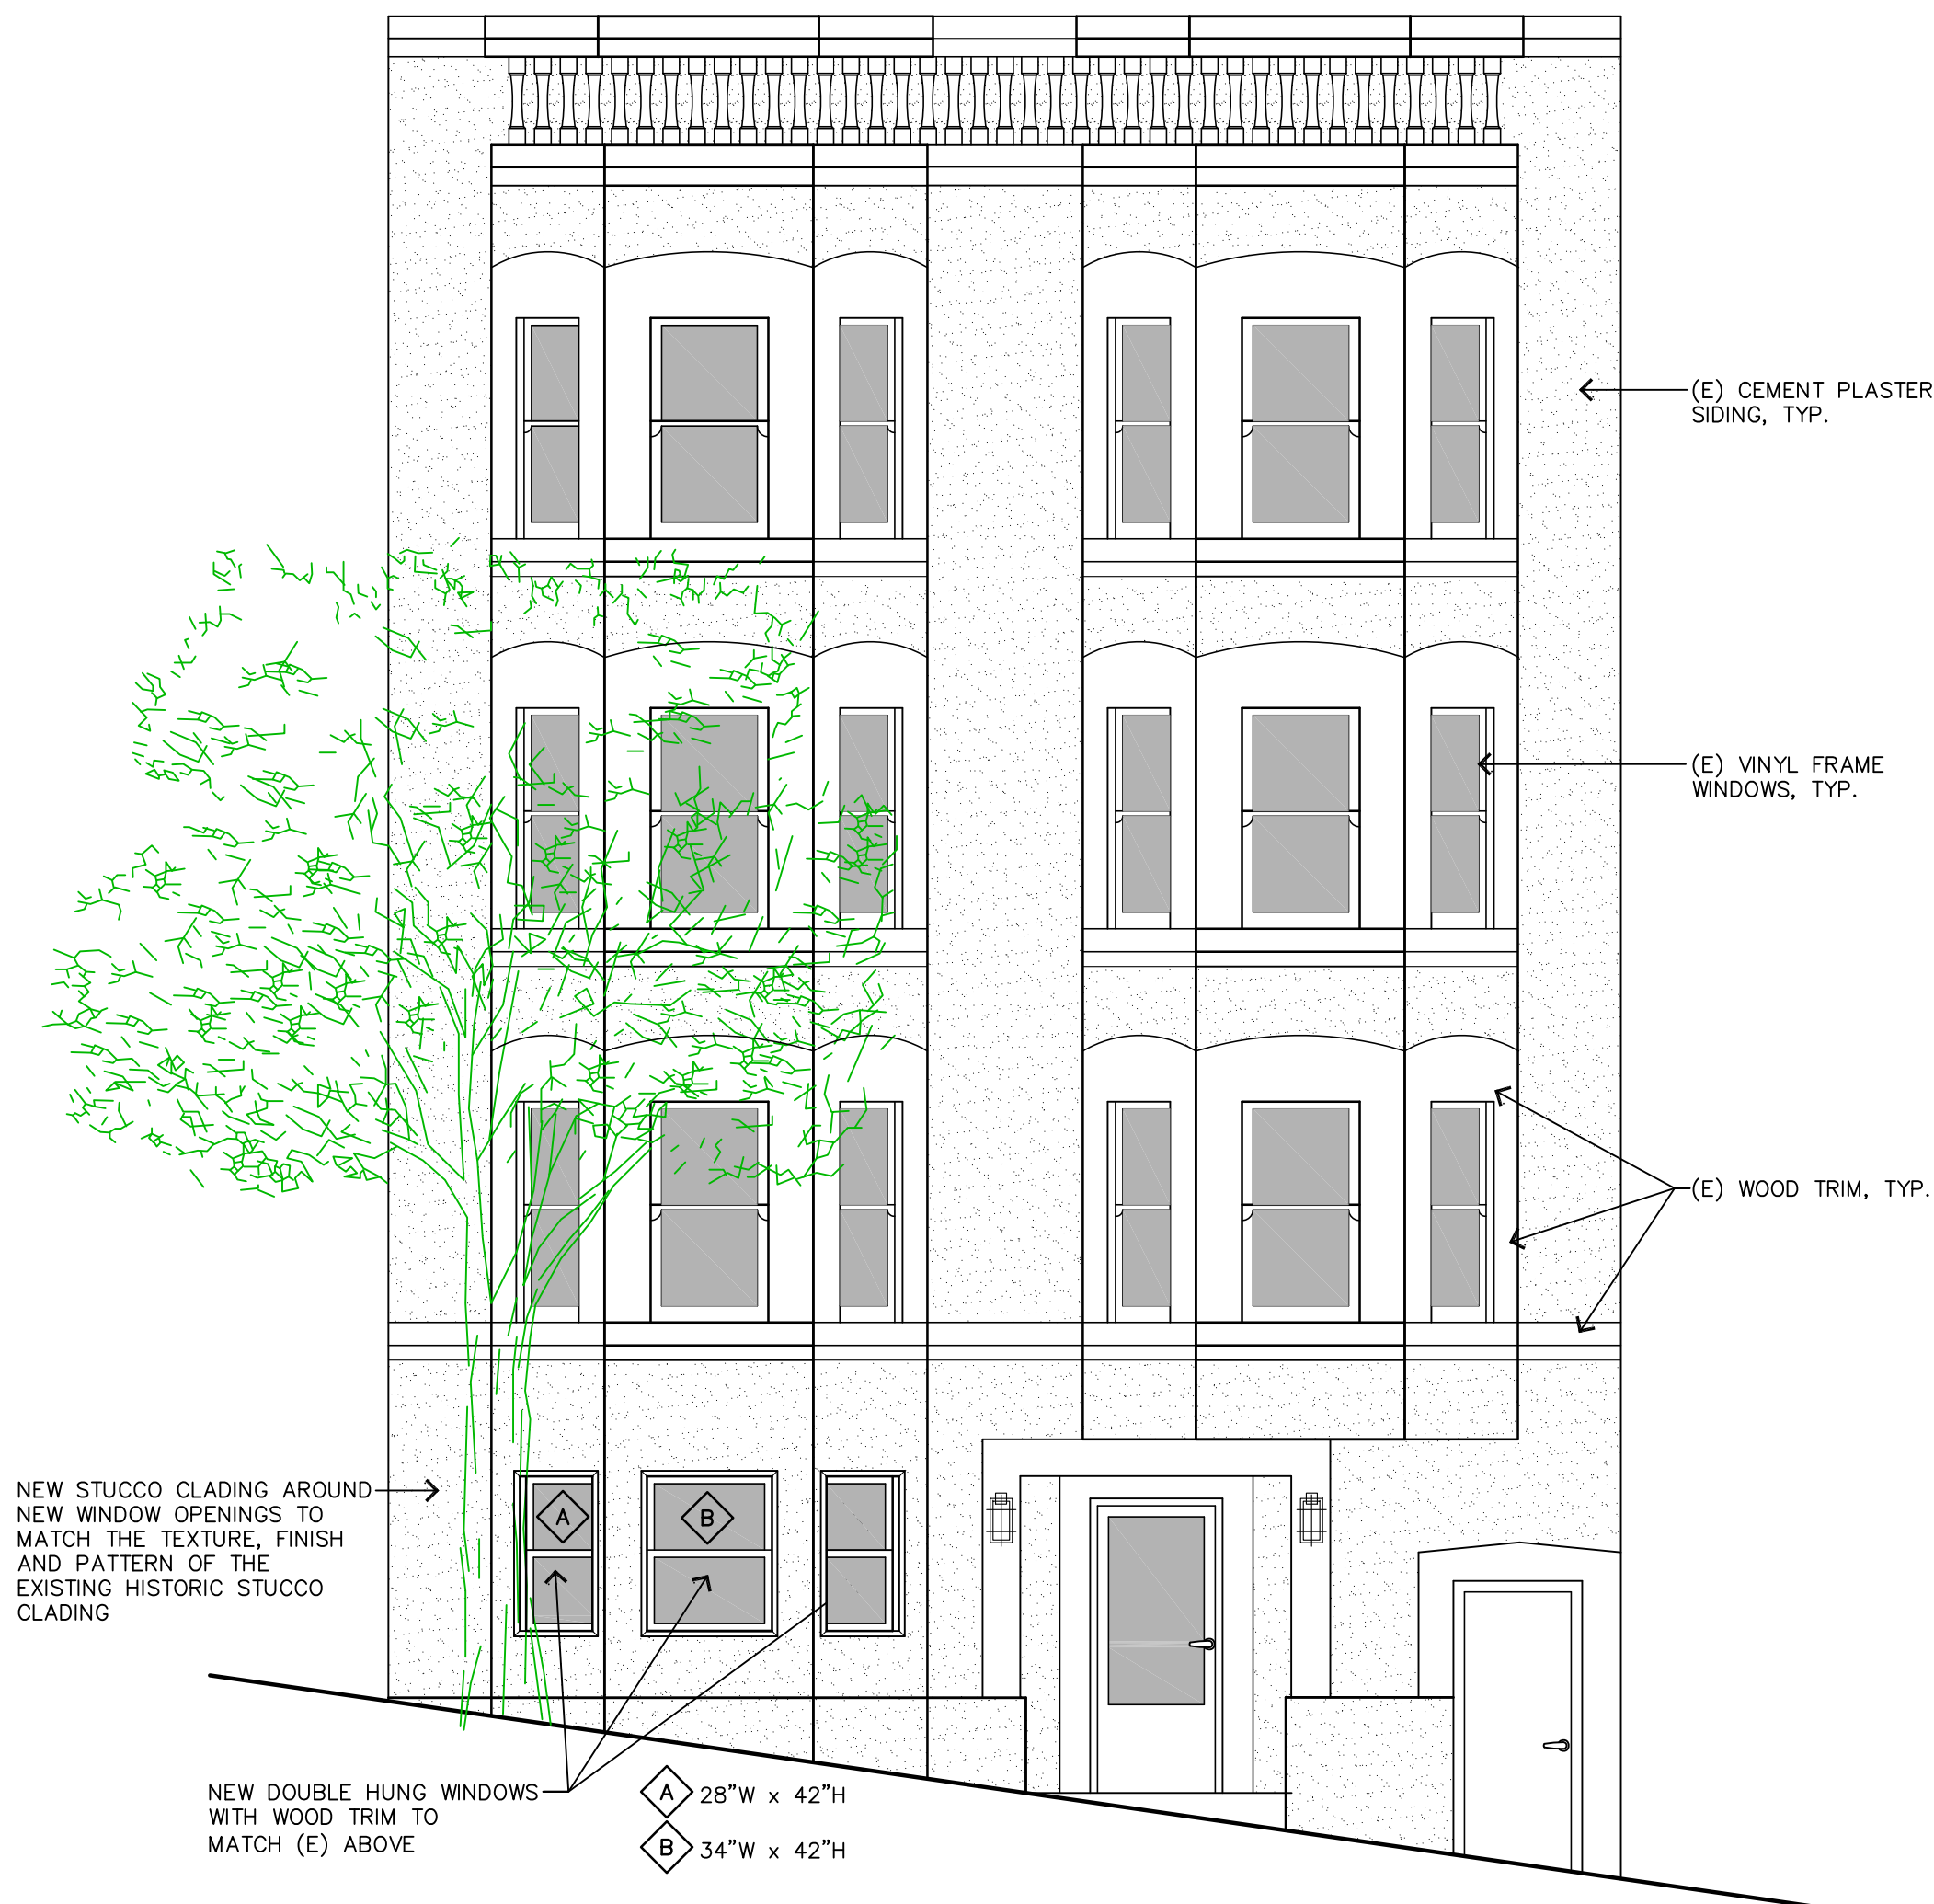 (E) CEMENT PLASTER
SIDING, TYP.
(E) VINYL FRAME
WINDOWS, TYP.
(E) WOOD TRIM, TYP.
NEW STUCCO CLADING AROUND
NEW WINDOW OPENINGS TO
MATCH THE TEXTURE, FINISH
AND PATTERN OF THE
EXISTING HISTORIC STUCCO
CLADING
A
B
NEW DOUBLE HUNG WINDOWS
WITH WOOD TRIM TO
MATCH (E) ABOVE
A 28"W x 42"H
B 34"W x 42"H